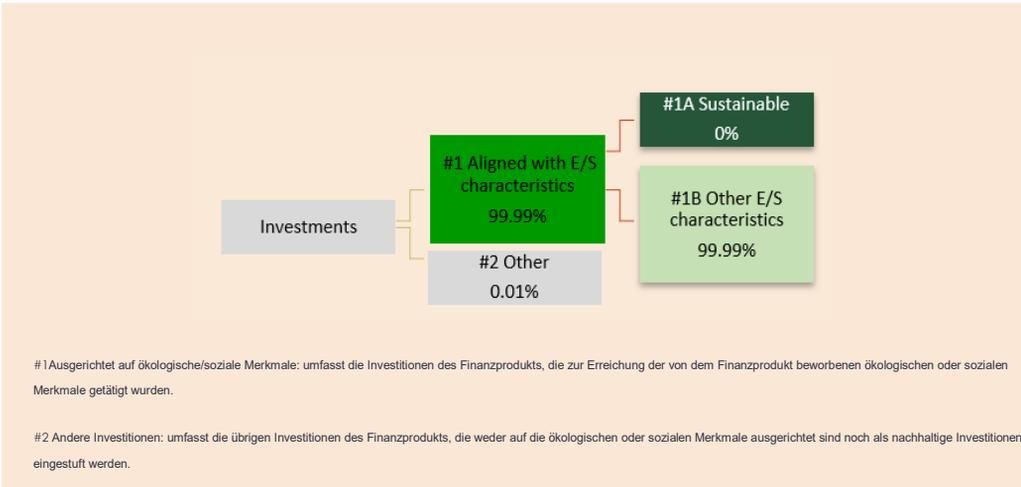 #1A Sustainable
0%
#1 Aligned with E/S
characteristics
99.99%
#1B Other E/S
characteristics
99.99%
Investments
#2 Other
0.01%
#1Ausgerichtet auf ökologische/soziale Merkmale: umfasst die Investitionen des Finanzprodukts, die zur Erreichung der von dem Finanzprodukt beworbenen ökologischen oder sozialen
Merkmale getätigt wurden.
#2 Andere Investitionen: umfasst die übrigen Investitionen des Finanzprodukts, die weder auf die ökologischen oder sozialen Merkmale ausgerichtet sind noch als nachhaltige Investitionen
eingestuft werden.